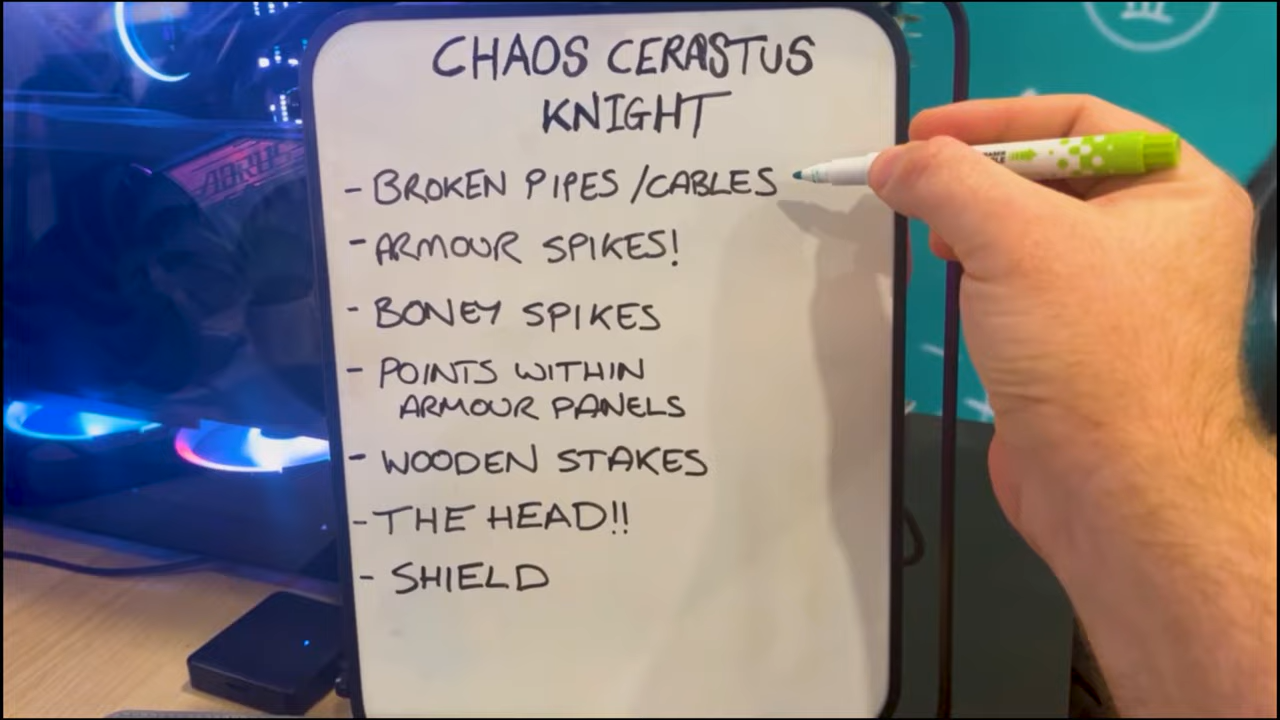 CHAOS CERASTUS
KNIGHT
- BROKEN PIPES /CABLES
- ARMOUR SPIKES!
- BONEY SPIKES
- POINTS WITHIN
ARMOUR PANELS
- WOODEN STAKES
- THE HEAD!!
- SHIELD